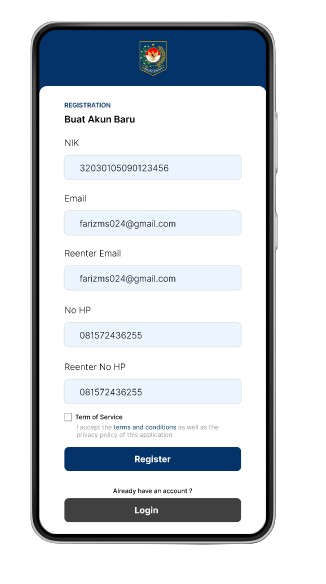 REGISTRATION
Buat Akun Baru
NIK
32030105090123456
Email
farizms024@gmail.com
Reenter Email
farizms024@gmail.com
No HP
081572436255
Reenter No HP
081572436255
Term of Service
I accept the terms and conditions as well as the
privacy policy of this application
Register
Already have an account ?
Login